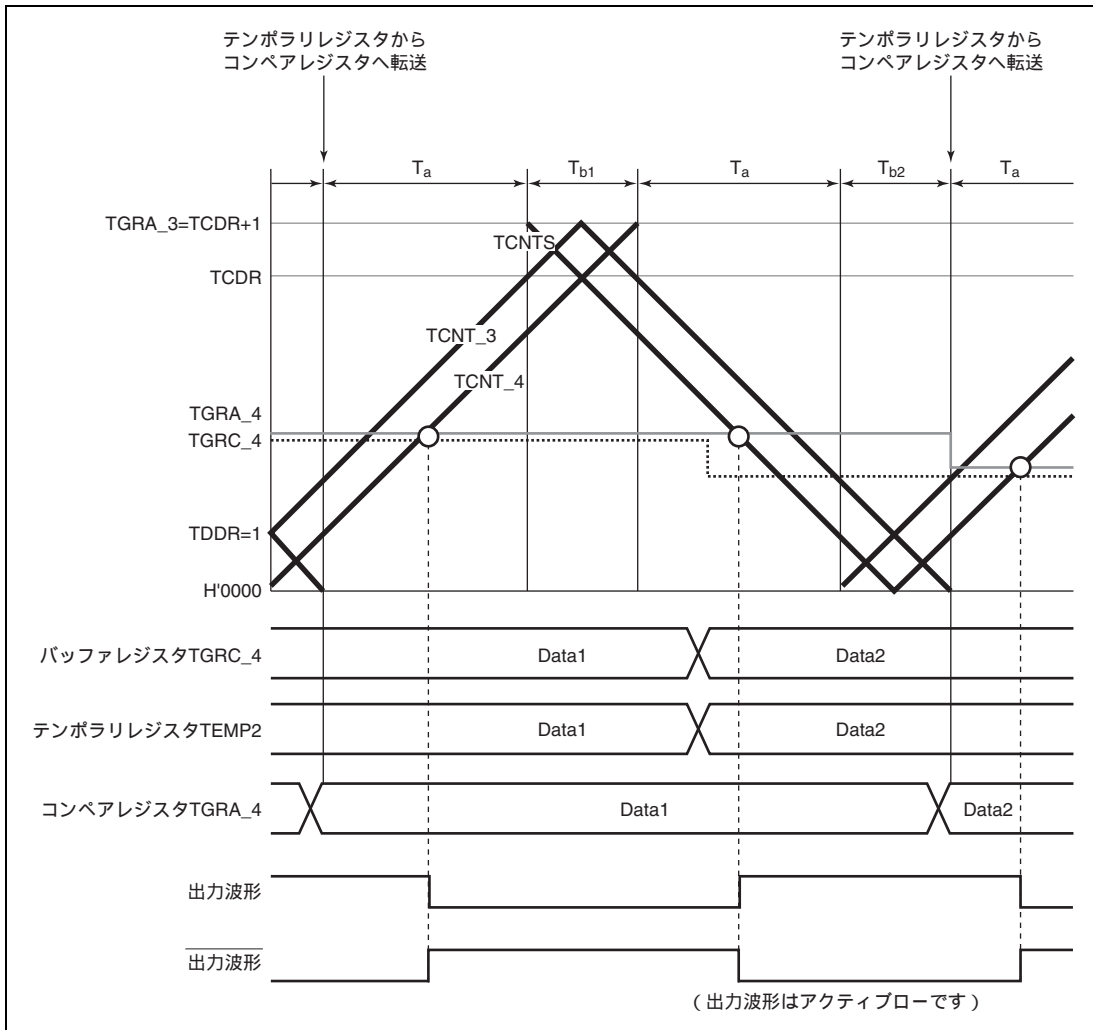 テンポラリレジスタから
コンペアレジスタへ転送
テンポラリレジスタから
コンペアレジスタへ転送
Ta
Tb1
Ta
Tb2
Ta
TGRA_3=TCDR+1
TCNTS
TCDR
TCNT_3
TCNT_4
TGRA_4
TGRC_4
TDDR=1
H'0000
バッファレジスタTGRC_4
Data1
Data2
テンポラリレジスタTEMP2
Data1
Data2
コンペアレジスタTGRA_4
Data1
Data2
出力波形
出力波形
(出力波形はアクティブローです)